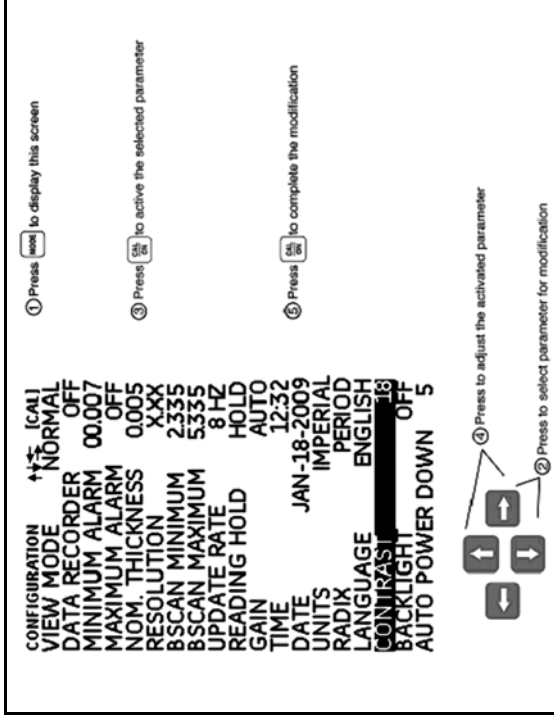 CONFIGURATION [CAL]
VIEW MODE NORMAL
DATA RECORDER OFF
MINIMUM ALARM 00.007
MAXIMUM ALARM OFF
NOM. THICKNESS 0.005
RESOLUTION X.XX
BSCAN MINIMUM 2.335
BSCAN MAXIMUM 5.335
UPDATE RATE 8 HZ
READING HOLD HOLD
GAIN AUTO
TIME 12:32
DATE JAN-18-2009
UNITS IMPERIAL
RADIX PERIOD
LANGUAGE ENGLISH
CONTRAST 18
BACKLIGHT OFF
AUTO POWER DOWN 5
① Press MODE to display this screen
③ Press CAL ON to active the selected parameter
⑤ Press CAL ON to complete the modification
④ Press to adjust the activated parameter
② Press to select parameter for modification